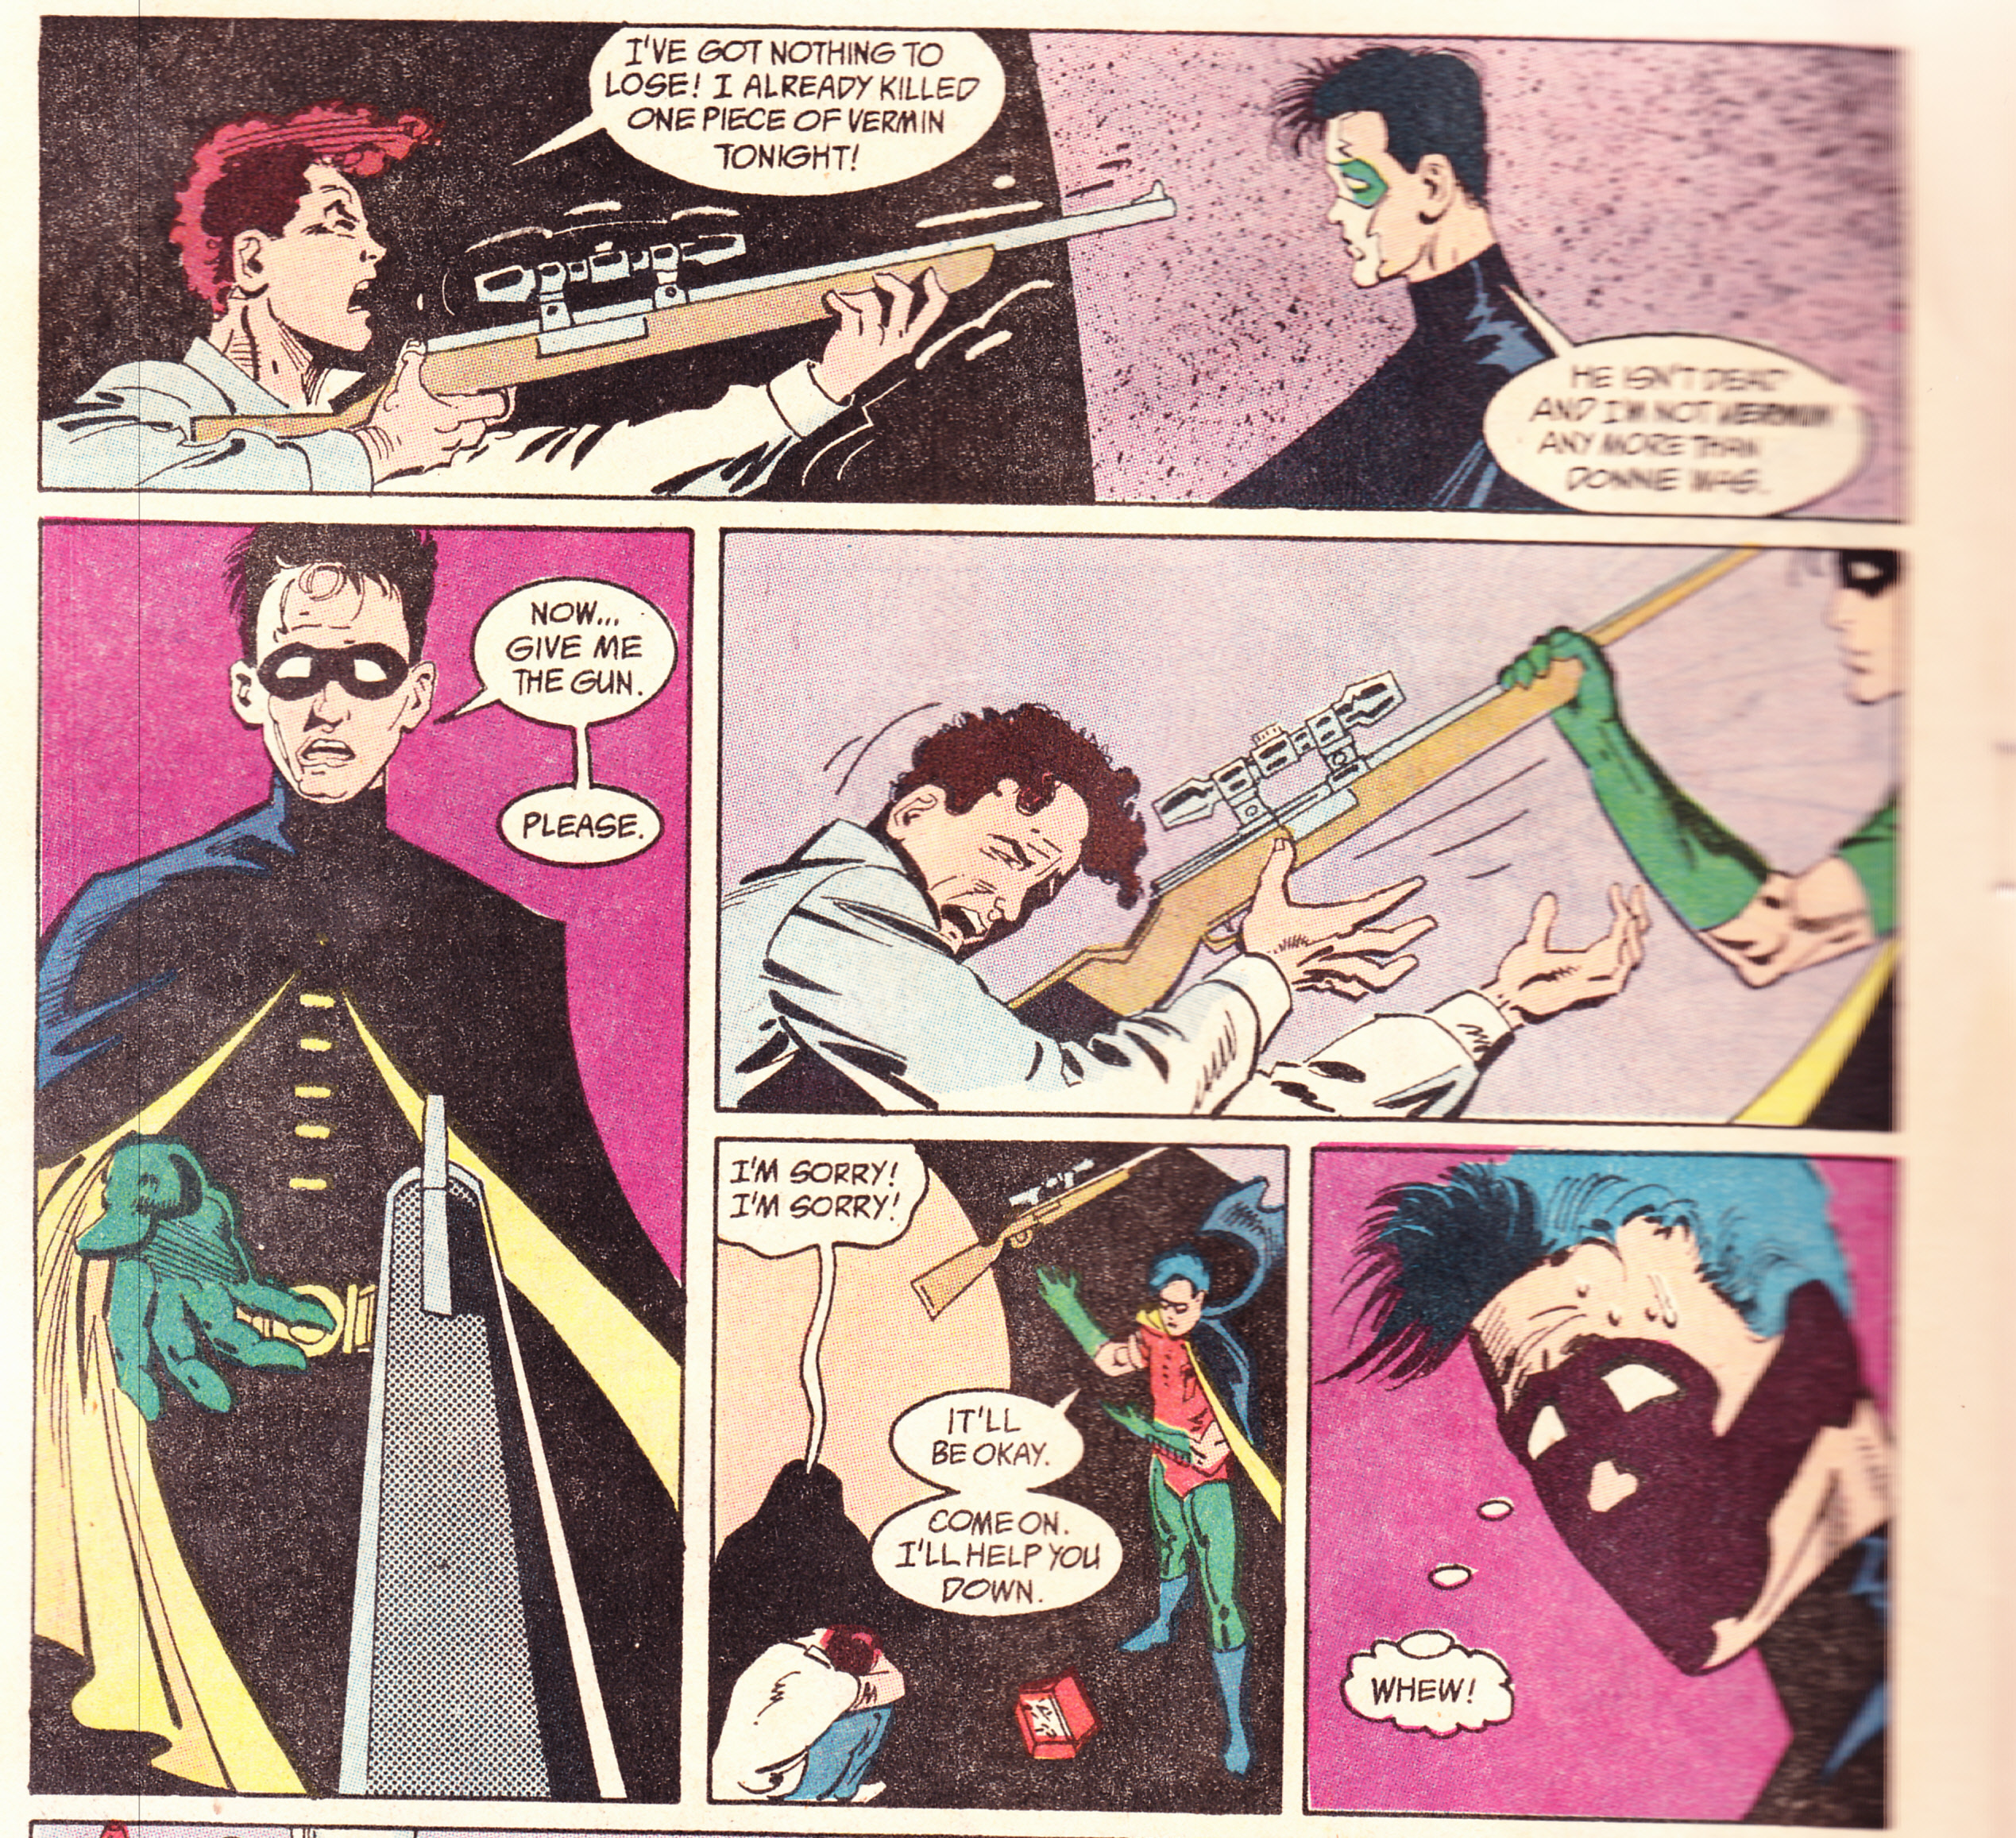 I'VE GOT NOTHING TO
LOSE! I ALREADY KILLED
ONE PIECE OF VERMIN
TONIGHT!
HE ISN'T DEAD
AND I'M NOT VERMIN
ANY MORE THAN
DONNIE WAS.
NOW...
GIVE ME
THE GUN.
PLEASE.
I'M SORRY!
I'M SORRY!
IT'LL
BE OKAY.
COME ON.
I'LL HELP YOU
DOWN.
WHEW!